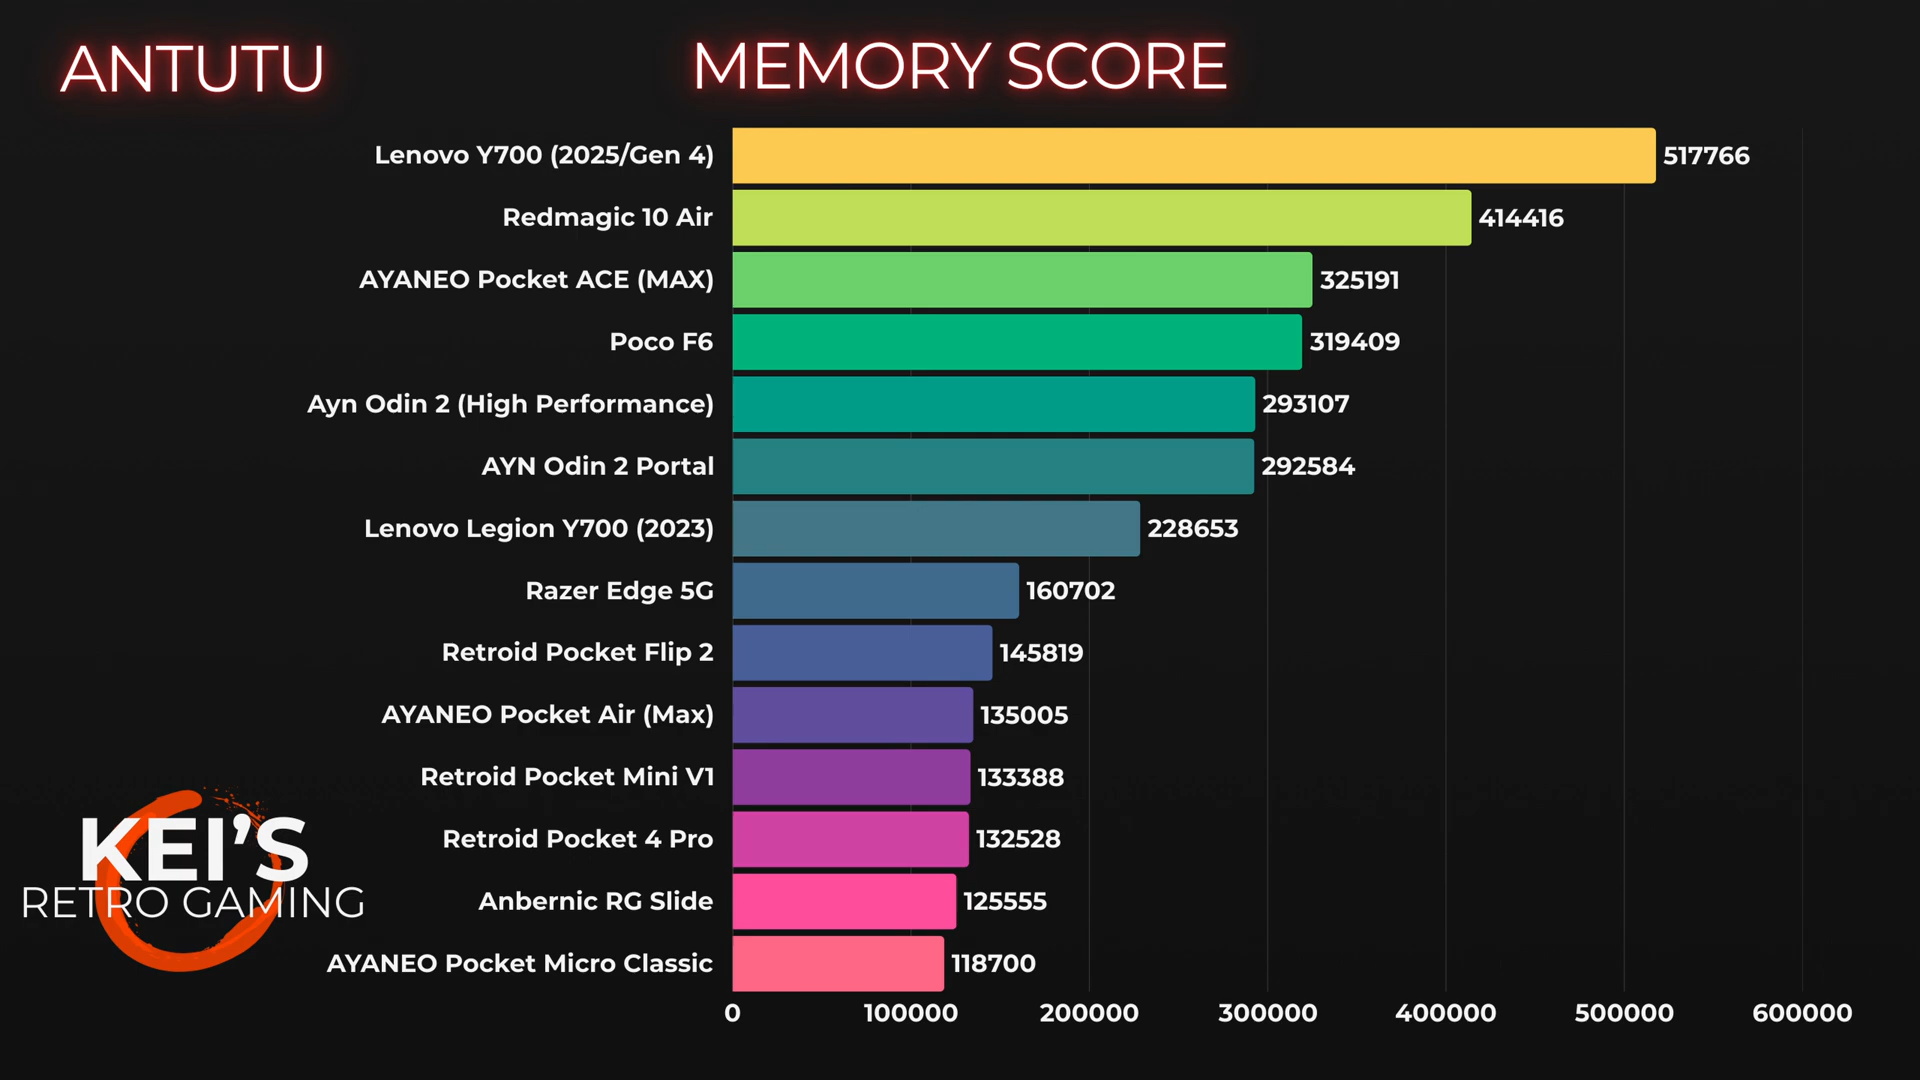 ANTUTU
MEMORY SCORE
Lenovo Y700 (2025/Gen 4) 517766
Redmagic 10 Air 414416
AYANEO Pocket ACE (MAX) 325191
Poco F6 319409
Ayn Odin 2 (High Performance) 293107
AYN Odin 2 Portal 292584
Lenovo Legion Y700 (2023) 228653
Razer Edge 5G 160702
Retroid Pocket Flip 2 145819
AYANEO Pocket Air (Max) 135005
Retroid Pocket Mini V1 133388
Retroid Pocket 4 Pro 132528
Anbernic RG Slide 125555
AYANEO Pocket Micro Classic 118700
0 100000 200000 300000 400000 500000 600000
KEI'S
RETRO GAMING